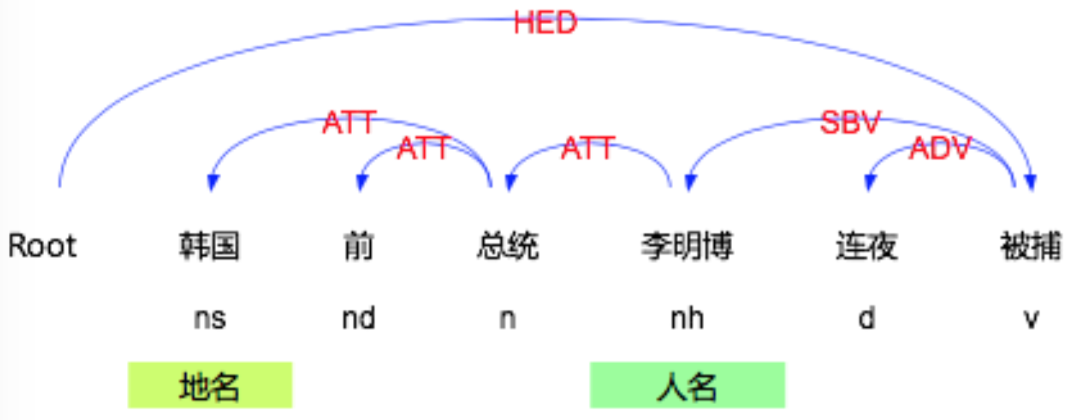 HED
ATT SBV
ATT ATT ADV
Root 韩国 前 总统 李明博 连夜 被捕
ns nd n nh d v
地名 人名